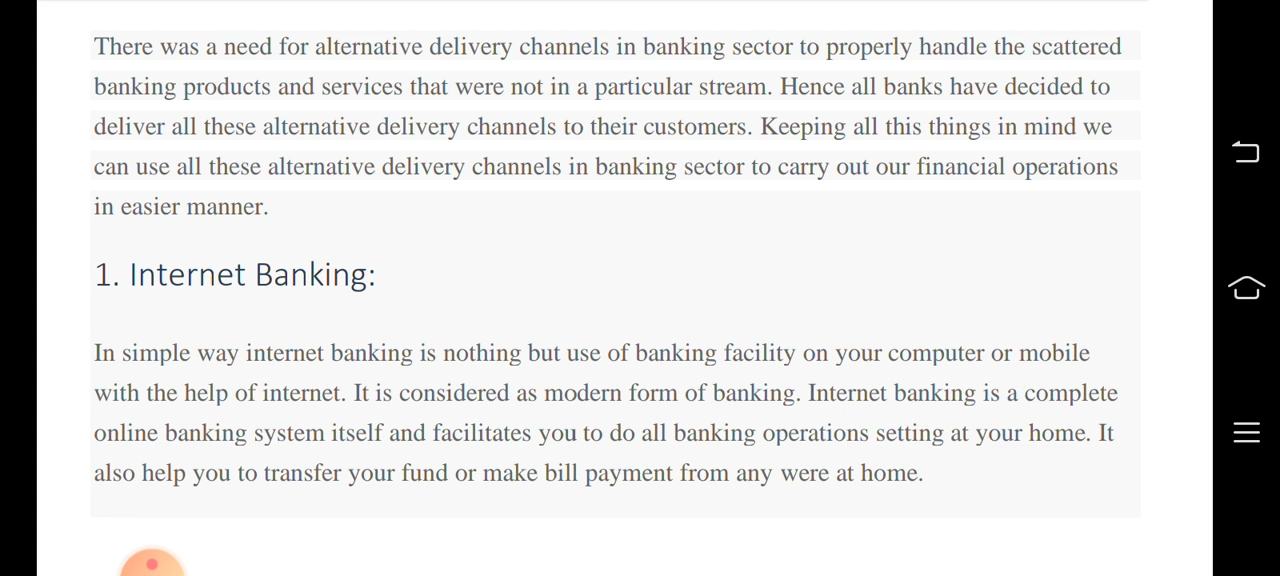 There was a need for alternative delivery channels in banking sector to properly handle the scattered
banking products and services that were not in a particular stream. Hence all banks have decided to
deliver all these alternative delivery channels to their customers. Keeping all this things in mind we
can use all these alternative delivery channels in banking sector to carry out our financial operations
in easier manner.
1. Internet Banking:
In simple way internet banking is nothing but use of banking facility on your computer or mobile
with the help of internet. It is considered as modern form of banking. Internet banking is a complete
online banking system itself and facilitates you to do all banking operations setting at your home. It
also help you to transfer your fund or make bill payment from any were at home.